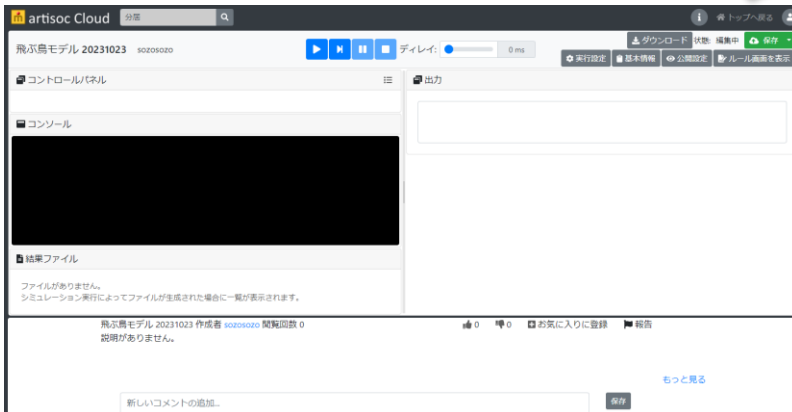 artisoc Cloud 分居 トップへ戻る
飛ぶ鳥モデル 20231023 sozosozo ディレイ: 0 ms ダウンロード 状態: 編集中 保存
実行設定 基本情報 公開設定 ルール画面を表示
コントロールパネル 出力
コンソール
結果ファイル
ファイルがありません。
シミュレーション実行によってファイルが生成された場合に一覧が表示されます。
飛ぶ鳥モデル 20231023 作成者 sozosozo 閲覧回数 0 0 0 お気に入りに登録 報告
説明がありません。
もっと見る
新しいコメントの追加... 保存